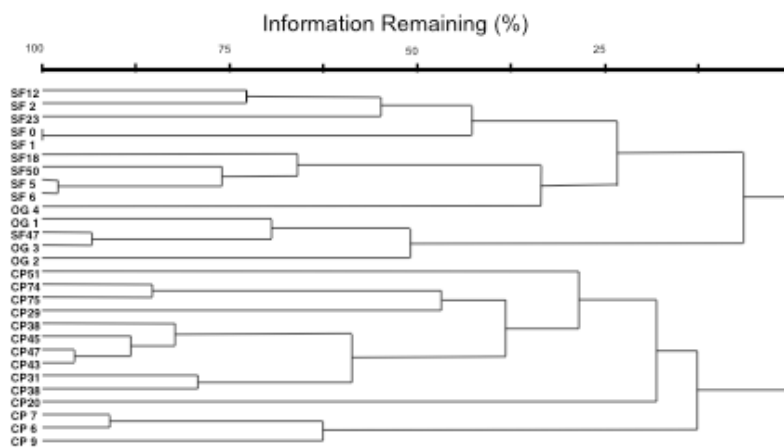 Information Remaining (%)
100 75 50 25
SF12
SF 2
SF23
SF 0
SF 1
SF18
SF50
SF 5
SF 6
OG 4
OG 1
SF47
OG 3
OG 2
CP51
CP74
CP75
CP29
CP38
CP45
CP47
CP43
CP31
CP38
CP20
CP 7
CP 6
CP 9